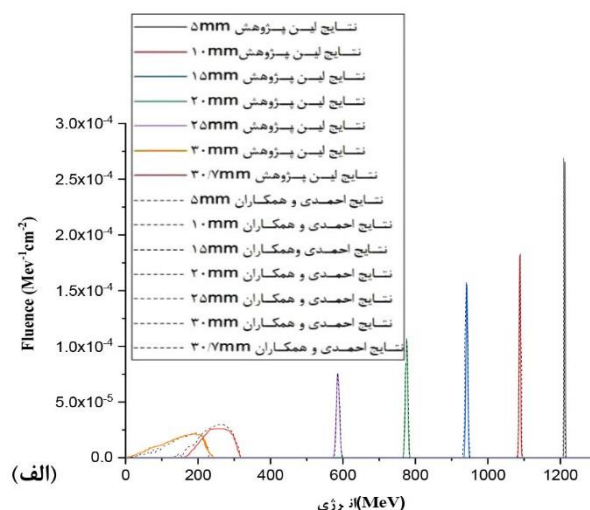 نتایج این پژوهش ۵mm
نتایج این پژوهش ۱۰mm
نتایج این پژوهش ۱۵mm
نتایج این پژوهش ۲۰mm
نتایج این پژوهش ۲۵mm
نتایج این پژوهش ۳۰mm
نتایج این پژوهش ۳۰/۷mm
نتایج احمدی و همکاران ۵mm
نتایج احمدی و همکاران ۱۰mm
نتایج احمدی وهمکاران ۱۵mm
نتایج احمدی و همکاران ۲۰mm
نتایج احمدی و همکاران ۲۵mm
نتایج احمدی و همکاران ۳۰mm
نتایج احمدی و همکاران ۳۰/۷mm
Fluence (Mev-1cm-2)
3.0x10-4
2.5x10-4
2.0x10-4
1.5x10-4
1.0x10-4
5.0x10-5
0.0
0 200 400 600 800 1000 1200
انرژی(MeV)
(الف)